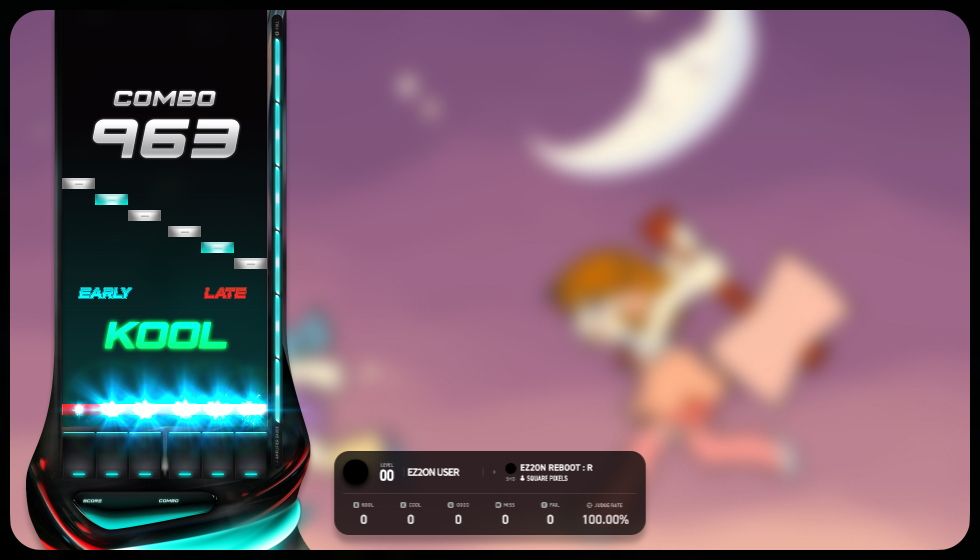 COMBO
963
EARLY LATE
KOOL
SCORE COMBO
LEVEL
00 EZ2ON USER EZ2ON REBOOT : R
SQUARE PIXELS
KOOL COOL GOOD MISS FAIL JUDGE RATE
0 0 0 0 0 100.00%